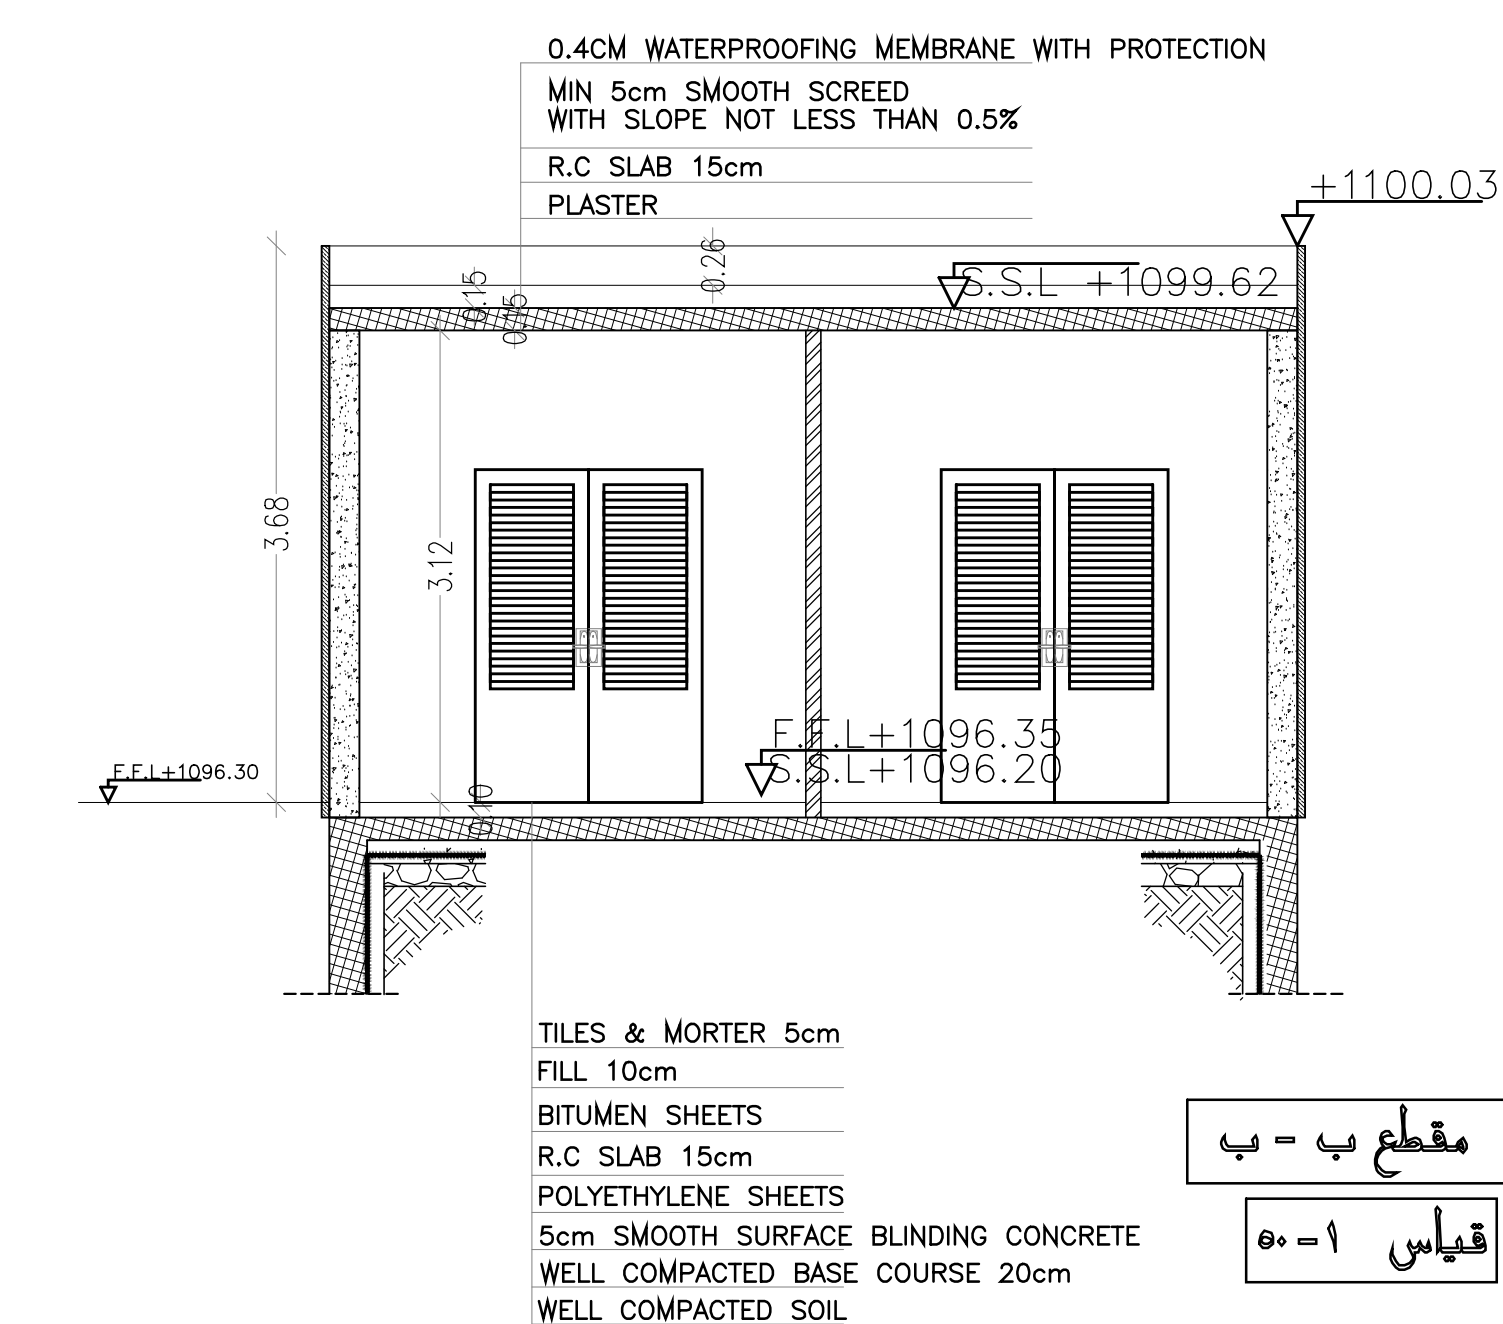 0.4CM WATERPROOFING MEMBRANE WITH PROTECTION
MIN 5cm SMOOTH SCREED
WITH SLOPE NOT LESS THAN 0.5%
R.C SLAB 15cm
PLASTER
+1100.03
0.26
0.15
0.15
S.S.L +1099.62
3.68
3.12
F.F.L+1096.35
S.S.L+1096.20
F.F.L+1096.30
0.10
TILES & MORTER 5cm
FILL 10cm
BITUMEN SHEETS
R.C SLAB 15cm
POLYETHYLENE SHEETS
5cm SMOOTH SURFACE BLINDING CONCRETE
WELL COMPACTED BASE COURSE 20cm
WELL COMPACTED SOIL
مقطع ب - ب
قياس ١-٥٠